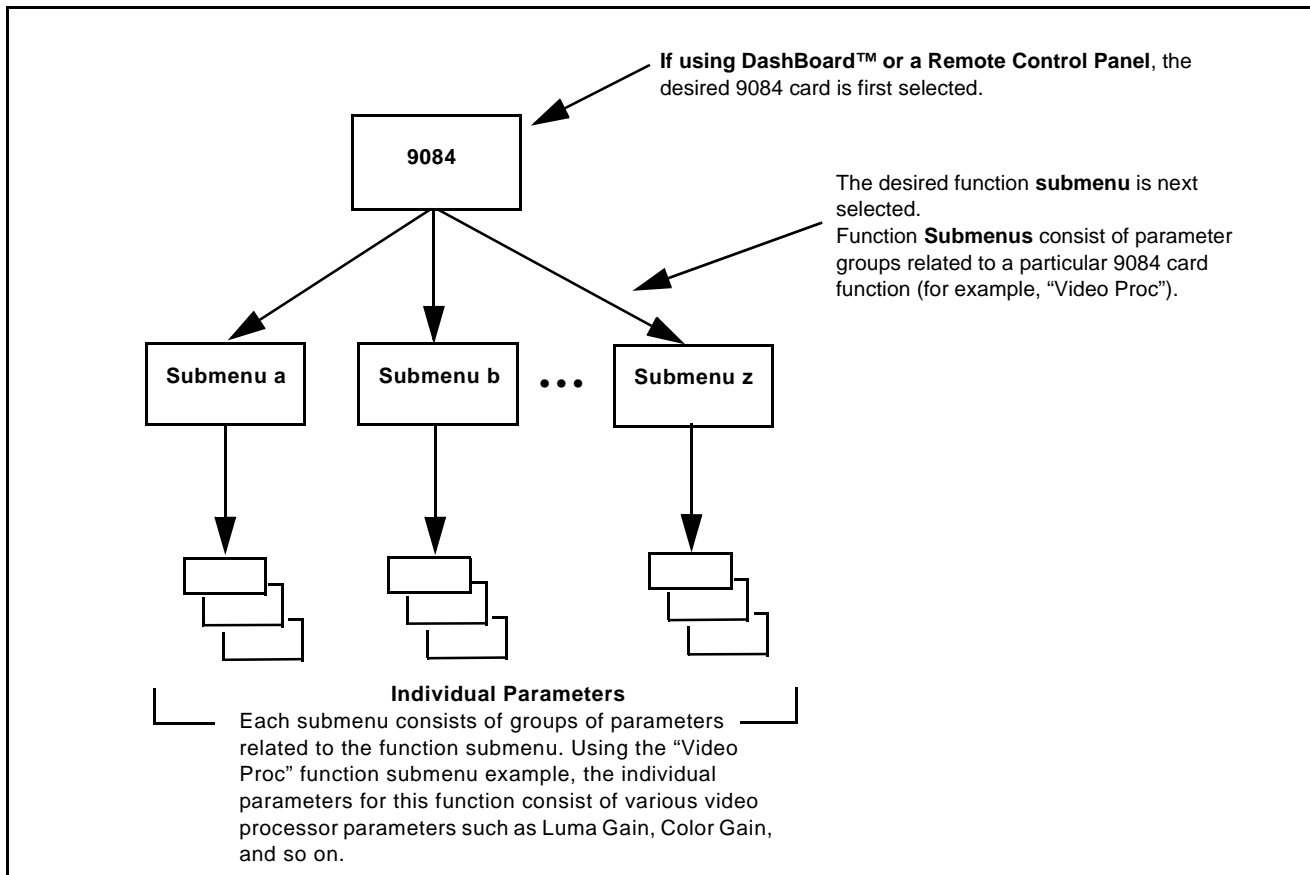 If using DashBoard™ or a Remote Control Panel, the
desired 9084 card is first selected.
9084
The desired function submenu is next
selected.
Function Submenus consist of parameter
groups related to a particular 9084 card
function (for example, “Video Proc”).
Submenu a
Submenu b
•••
Submenu z
Individual Parameters
Each submenu consists of groups of parameters
related to the function submenu. Using the “Video
Proc” function submenu example, the individual
parameters for this function consist of various video
processor parameters such as Luma Gain, Color Gain,
and so on.